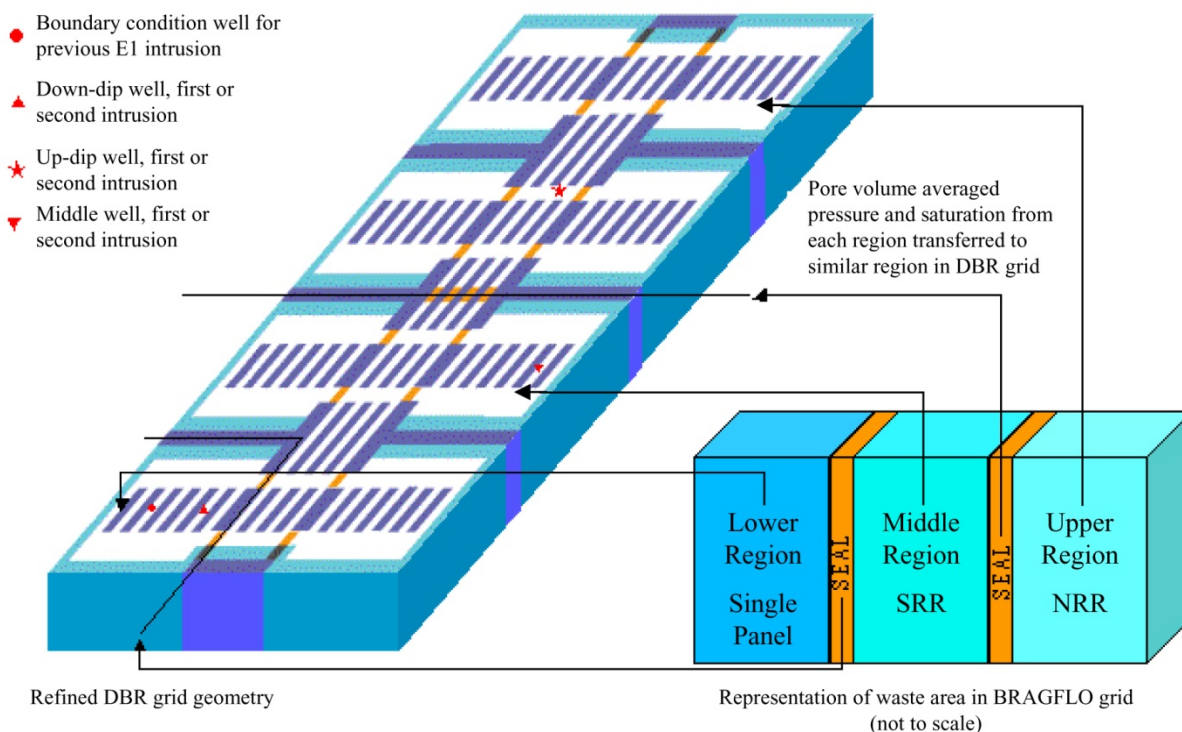 Boundary condition well for
previous E1 intrusion
Down-dip well, first or
second intrusion
Up-dip well, first or
second intrusion
Middle well, first or
second intrusion
Pore volume averaged
pressure and saturation from
each region transferred to
similar region in DBR grid
Lower
Region
Single
Panel
SEAL
Middle
Region
SRR
SEAL
Upper
Region
NRR
Refined DBR grid geometry
Representation of waste area in BRAGFLO grid
(not to scale)